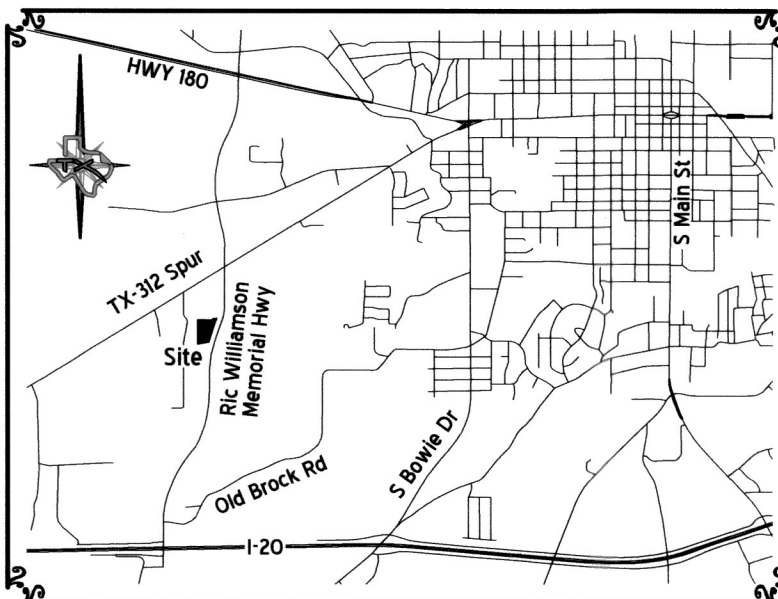 HWY 180
TX
S Main St
TX-312 Spur
Site
Ric Williamson
Memorial Hwy
Old Brock Rd
S Bowie Dr
I-20